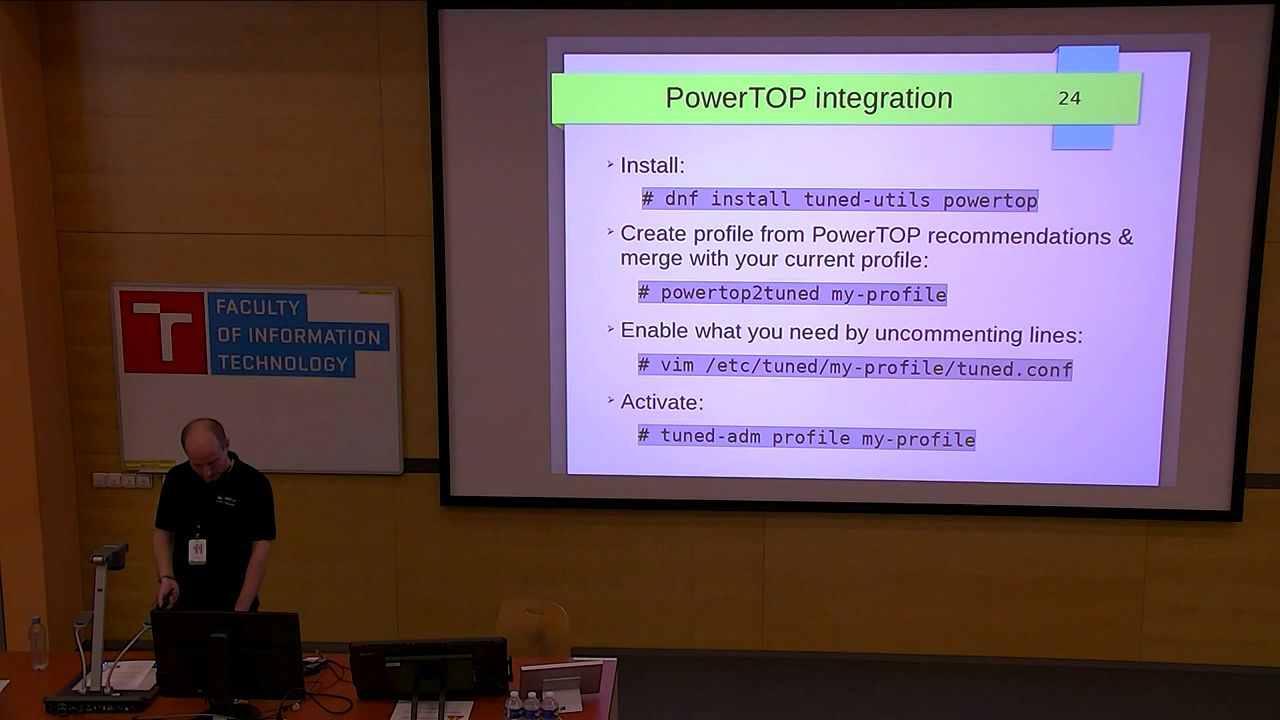 PowerTOP integration
24
Install:
# dnf install tuned-utils powertop
Create profile from PowerTOP recommendations &
merge with your current profile:
# powertop2tuned my-profile
Enable what you need by uncommenting lines:
# vim /etc/tuned/my-profile/tuned.conf
Activate:
# tuned-adm profile my-profile
FACULTY
OF INFORMATION
TECHNOLOGY